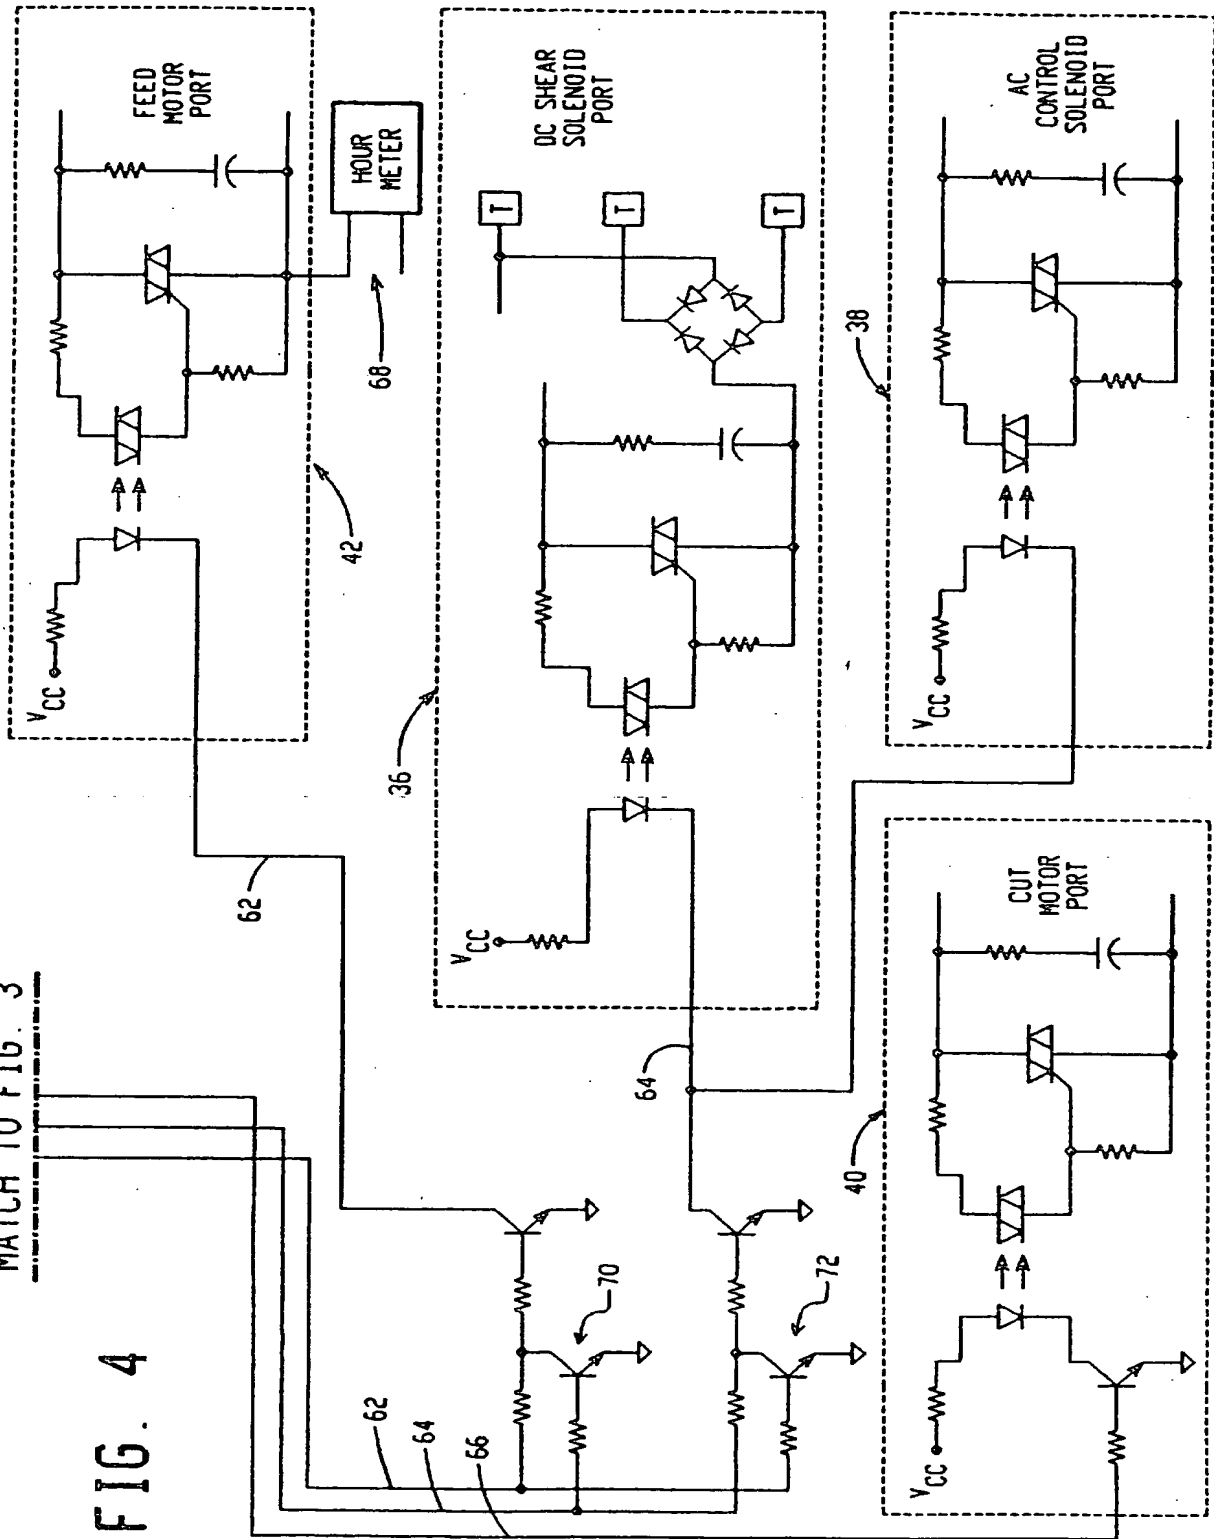 FIG. 4
MATCH TO FIG. 3
FEED
MOTOR
PORT
VCC
42
HOUR
METER
68
62
DC SHEAR
SOLENOID
PORT
T
T
T
VCC
36
64
AC
CONTROL
SOLENOID
PORT
VCC
38
CUT
MOTOR
PORT
VCC
40
70
72
62
64
66